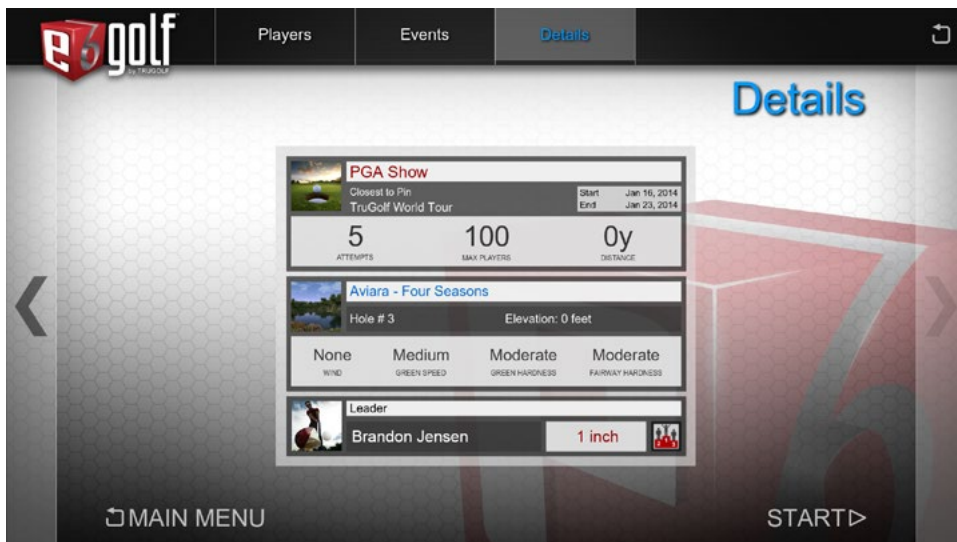 e6golf
by TRUGOLF
Players
Events
Details
Details
PGA Show
Closest to Pin
TruGolf World Tour
Start Jan 16, 2014
End Jan 23, 2014
5
ATTEMPTS
100
MAX PLAYERS
0y
DISTANCE
Aviara - Four Seasons
Hole # 3
Elevation: 0 feet
None
WIND
Medium
GREEN SPEED
Moderate
GREEN HARDNESS
Moderate
FAIRWAY HARDNESS
Leader
Brandon Jensen
1 inch
MAIN MENU
START